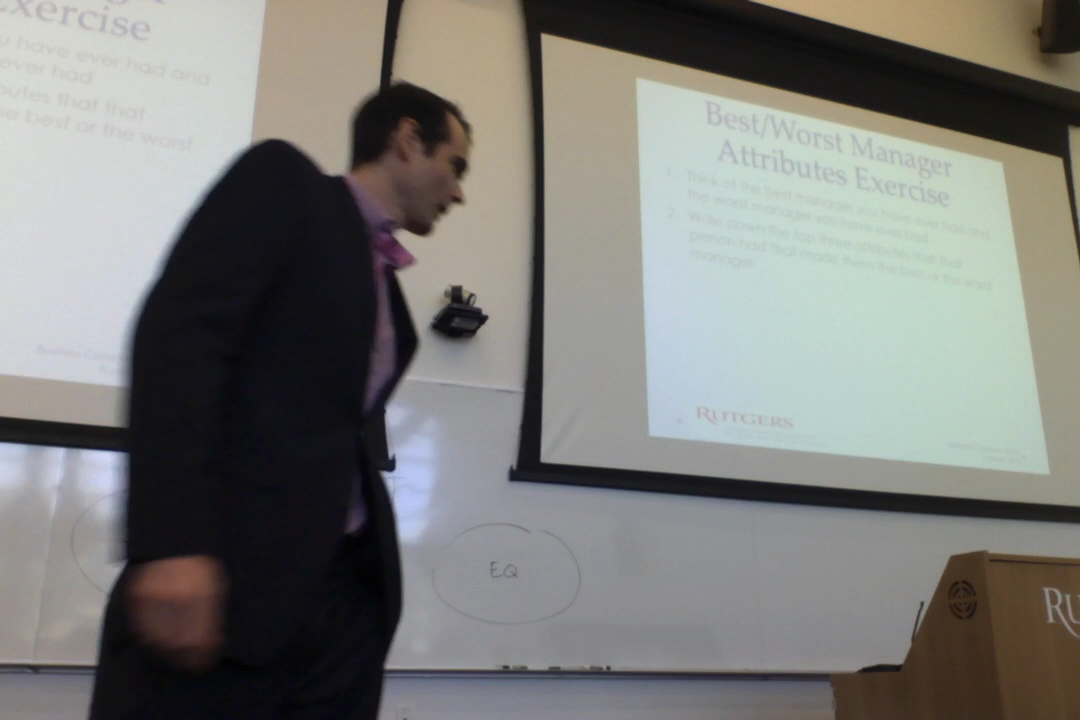 xercise
u have ever had and
ever had
butes that that
e best or the worst
Best/Worst Manager
Attributes Exercise
1. Think of the best manager you have ever had and
the worst manager you have ever had
2. Write down the top three attributes that that
person had that made them the best or the worst
manager
RUTGERS
EQ
RU